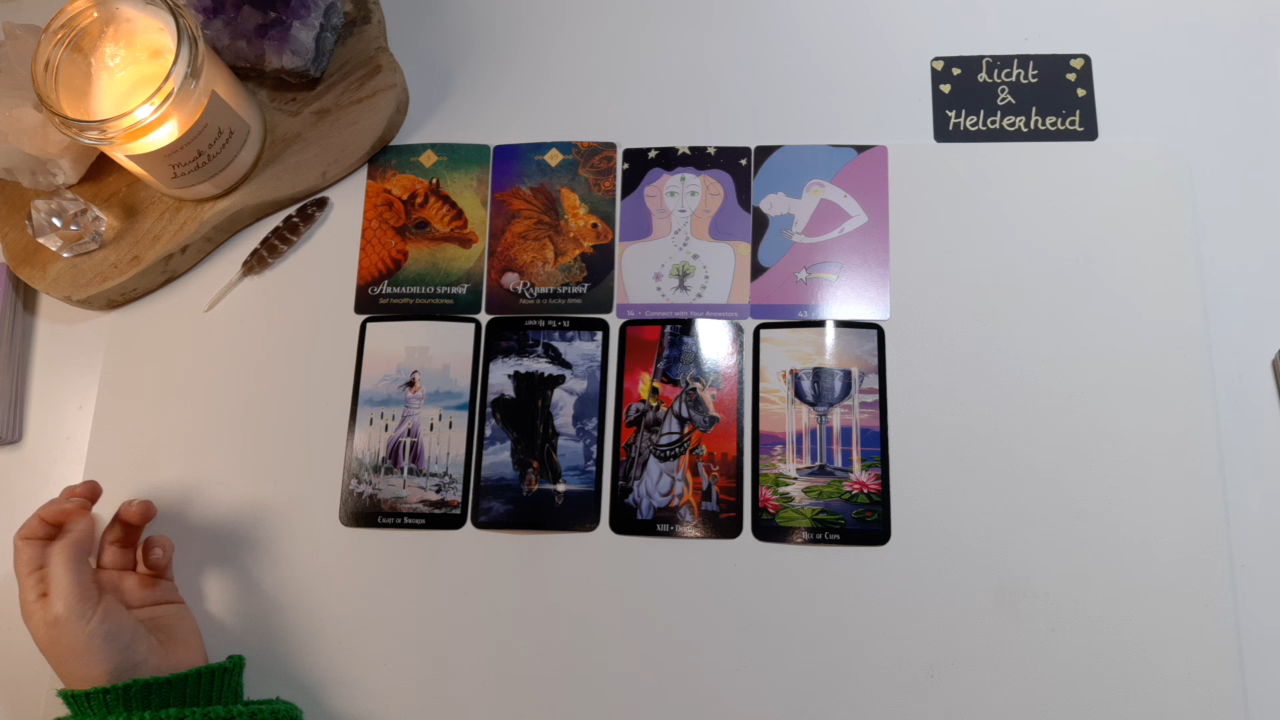 Musk and
Sandalwood
Licht
&
Helderheid
Armadillo Spirit
Set healthy boundaries.
Rabbit Spirit
Now is a lucky time.
14 • Connect with Your Ancestors
43
Eight of Swords
IX • The Hermit
XIII • Death
Ace of Cups